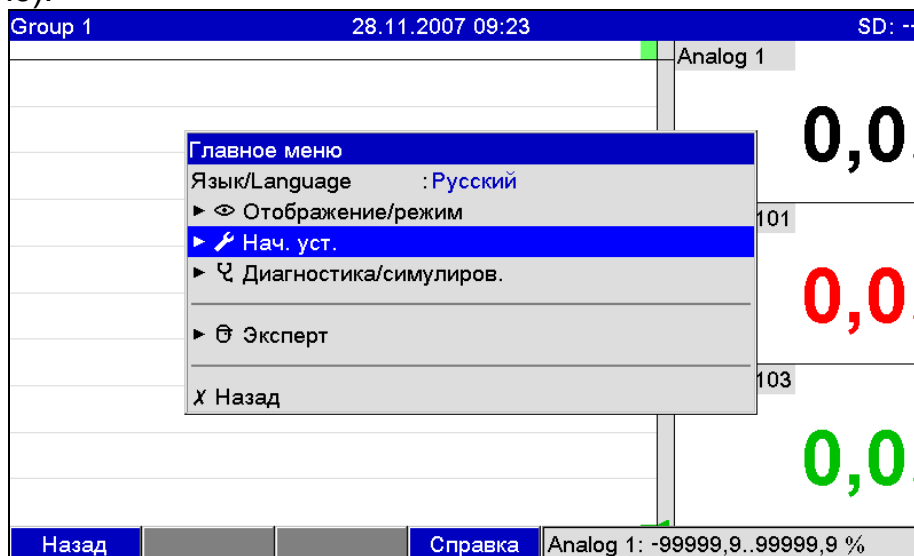 Group 1 28.11.2007 09:23 SD: --
Analog 1
0,0
Главное меню
Язык/Language :Русский
Отображение/режим
101
Нач. уст.
Диагностика/симулиров.
0,0
Эксперт
103
X Назад
0,0
Назад Справка Analog 1: -99999,9..99999,9 %